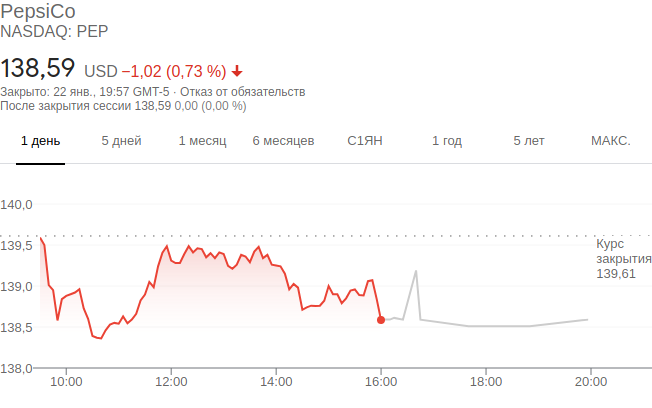 PepsiCo
NASDAQ: PEP
138,59 USD −1,02 (0,73 %)
Закрыто: 22 янв., 19:57 GMT-5 · Отказ от обязательств
После закрытия сессии 138,59 0,00 (0,00 %)
1 день 5 дней 1 месяц 6 месяцев С1ЯН 1 год 5 лет МАКС.
140,0
139,5
Курс
закрытия
139,61
139,0
138,5
138,0
10:00 12:00 14:00 16:00 18:00 20:00